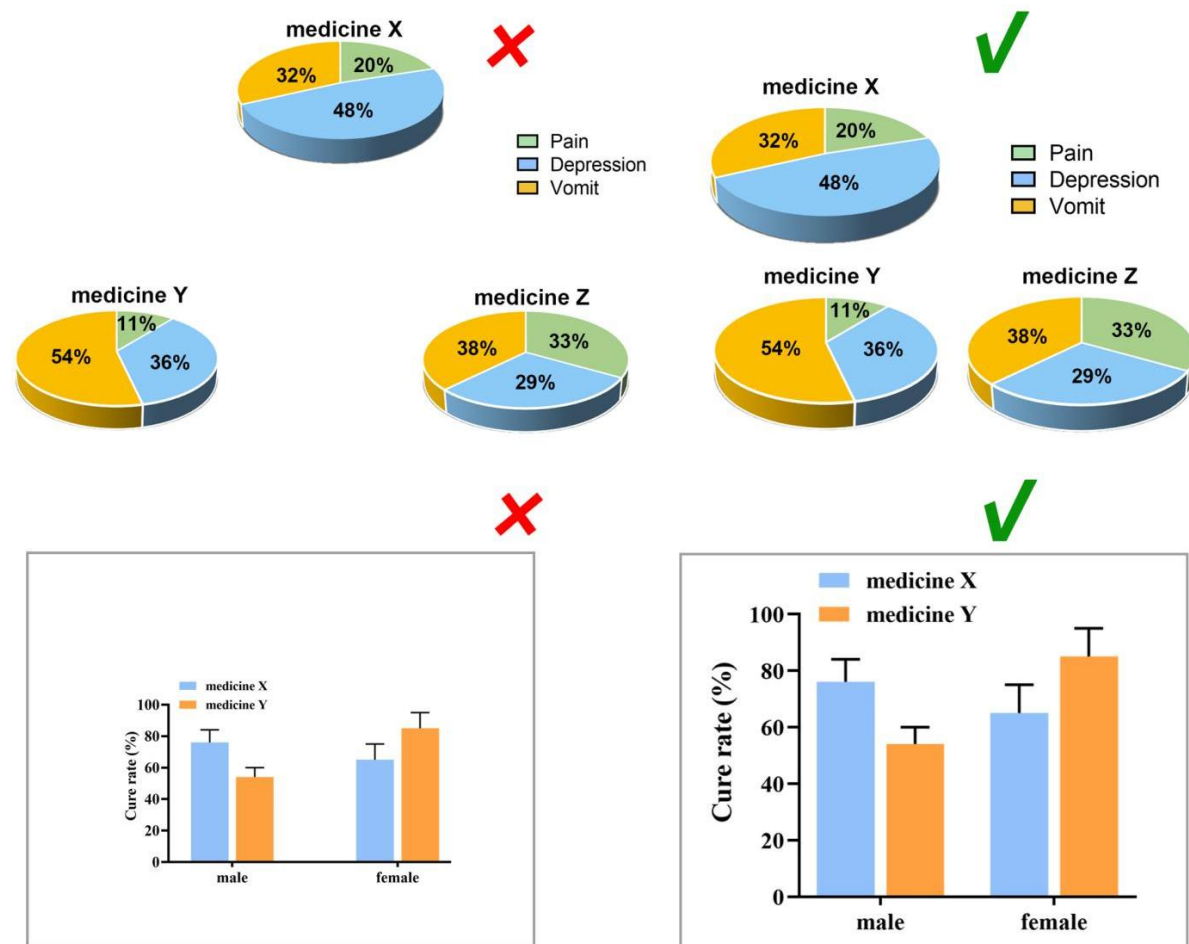 medicine X
32%
20%
48%
Pain
Depression
Vomit
medicine Y
11%
54%
36%
medicine Z
38%
33%
29%
medicine X
32%
20%
48%
Pain
Depression
Vomit
medicine Y
11%
54%
36%
medicine Z
38%
33%
29%
medicine X
medicine Y
Cure rate (%)
100
80
60
40
20
0
male
female
medicine X
medicine Y
Cure rate (%)
100
80
60
40
20
0
male
female